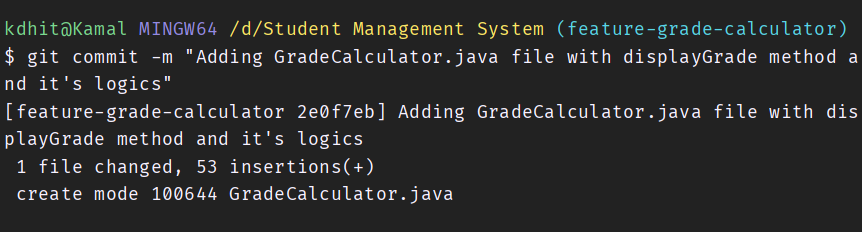 kdhit@Kamal MINGW64 /d/Student Management System (feature-grade-calculator)
$ git commit -m "Adding GradeCalculator.java file with displayGrade method a
nd it's logics"
[feature-grade-calculator 2e0f7eb] Adding GradeCalculator.java file with dis
playGrade method and it's logics
 1 file changed, 53 insertions(+)
 create mode 100644 GradeCalculator.java